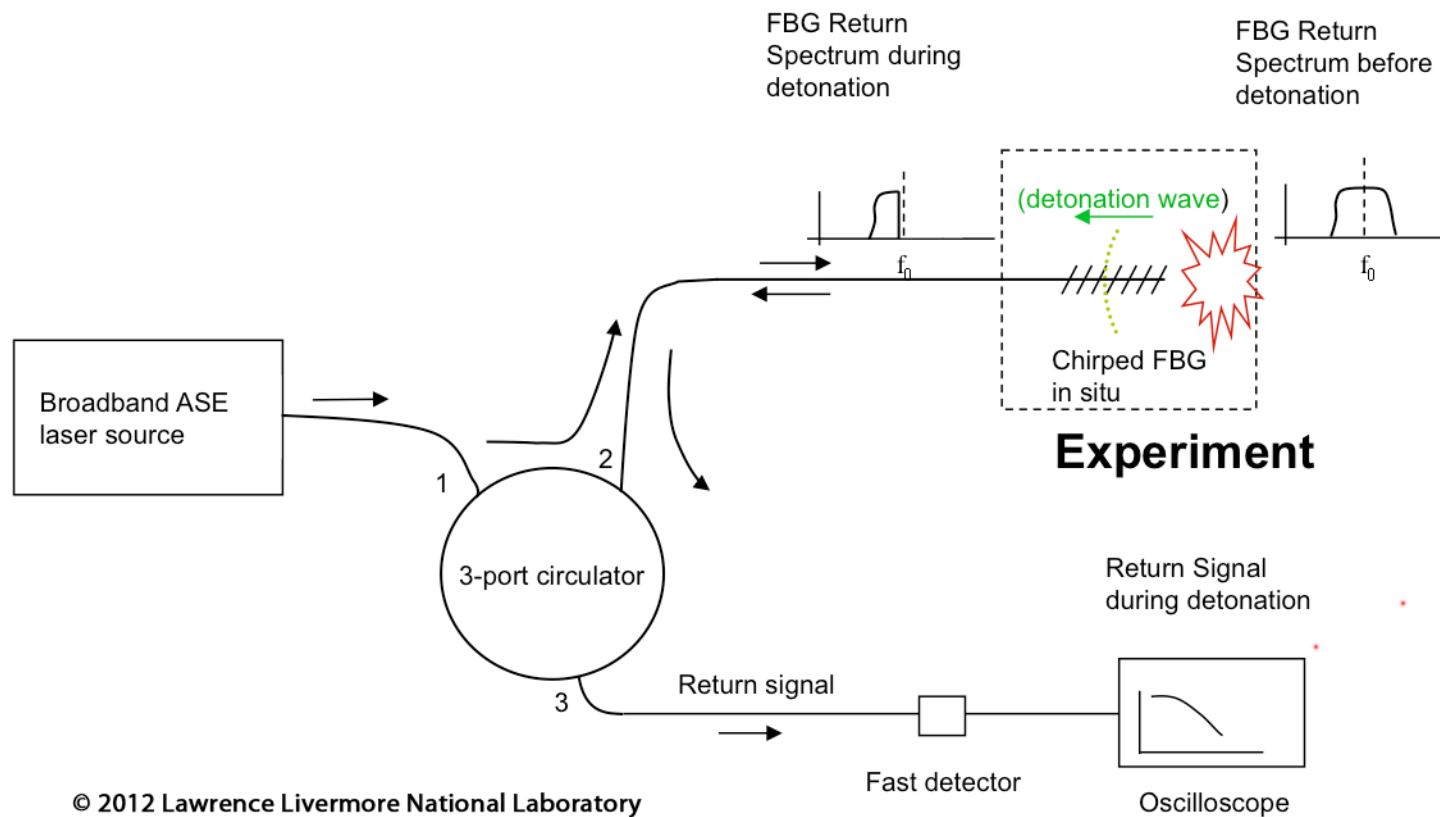 FBG Return
Spectrum during
detonation
FBG Return
Spectrum before
detonation
(detonation wave)
f0
f0
Chirped FBG
in situ
Experiment
Broadband ASE
laser source
1
2
3-port circulator
3
Return signal
Fast detector
Return Signal
during detonation
Oscilloscope
© 2012 Lawrence Livermore National Laboratory